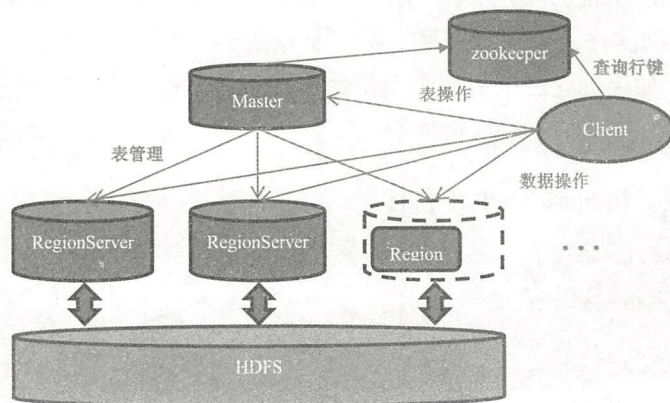 zookeeper
查询行键
Master
表操作
Client
表管理
数据操作
RegionServer
RegionServer
Region
...
HDFS